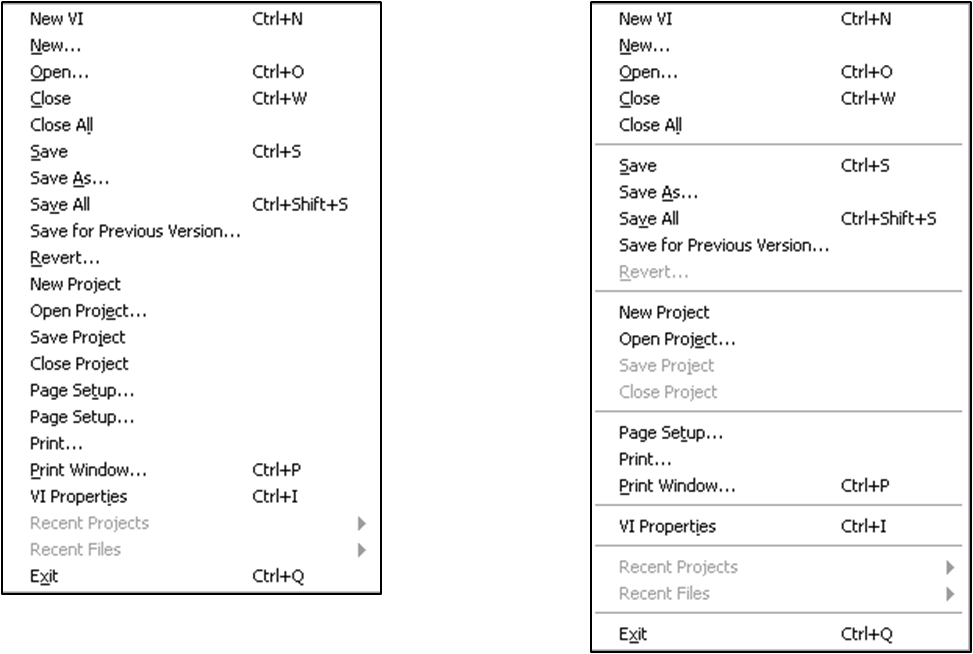 New VI Ctrl+N
New...
Open... Ctrl+O
Close Ctrl+W
Close All
Save Ctrl+S
Save As...
Save All Ctrl+Shift+S
Save for Previous Version...
Revert...
New Project
Open Project...
Save Project
Close Project
Page Setup...
Page Setup...
Print...
Print Window... Ctrl+P
VI Properties Ctrl+I
Recent Projects
Recent Files
Exit Ctrl+Q
New VI Ctrl+N
New...
Open... Ctrl+O
Close Ctrl+W
Close All
Save Ctrl+S
Save As...
Save All Ctrl+Shift+S
Save for Previous Version...
Revert...
New Project
Open Project...
Save Project
Close Project
Page Setup...
Print...
Print Window... Ctrl+P
VI Properties Ctrl+I
Recent Projects
Recent Files
Exit Ctrl+Q